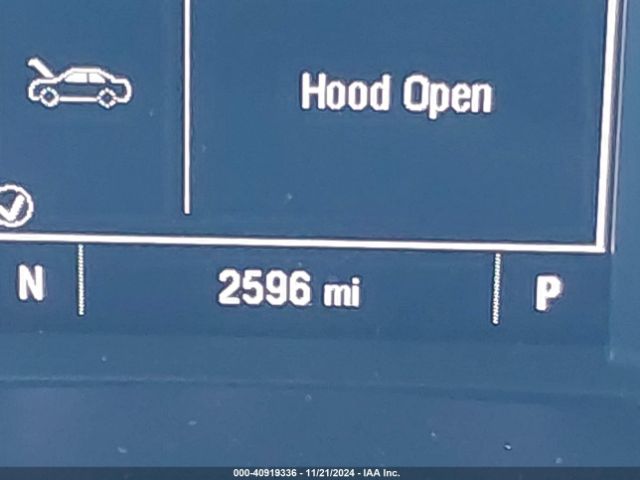 Hood Open
N 2596 mi P
000-40919336 - 11/21/2024 - IAA Inc.